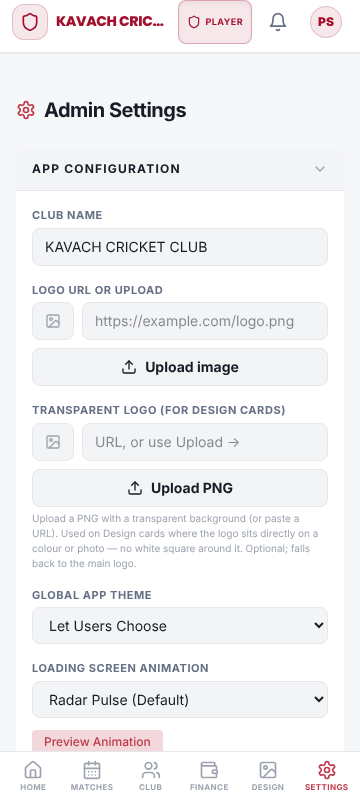 KAVACH CRIC...
PLAYER
PS
Admin Settings
APP CONFIGURATION
CLUB NAME
KAVACH CRICKET CLUB
LOGO URL OR UPLOAD
https://example.com/logo.png
Upload image
TRANSPARENT LOGO (FOR DESIGN CARDS)
URL, or use Upload →
Upload PNG
Upload a PNG with a transparent background (or paste a
URL). Used on Design cards where the logo sits directly on a
colour or photo — no white square around it. Optional; falls
back to the main logo.
GLOBAL APP THEME
Let Users Choose
LOADING SCREEN ANIMATION
Radar Pulse (Default)
Preview Animation
HOME MATCHES CLUB FINANCE DESIGN SETTINGS